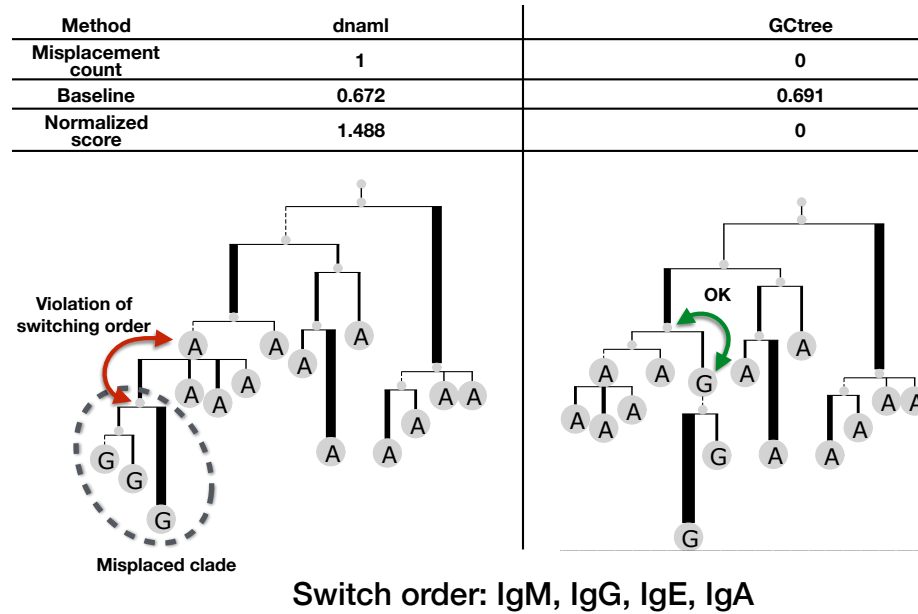 Method dnaml GCtree
Misplacement count 1 0
Baseline 0.672 0.691
Normalized score 1.488 0
Violation of
switching order
OK
A A A A
A A A A
A A A A A
G G G
A A G A A
A A A A A A A
G A A
G
Misplaced clade
Switch order: IgM, IgG, IgE, IgA